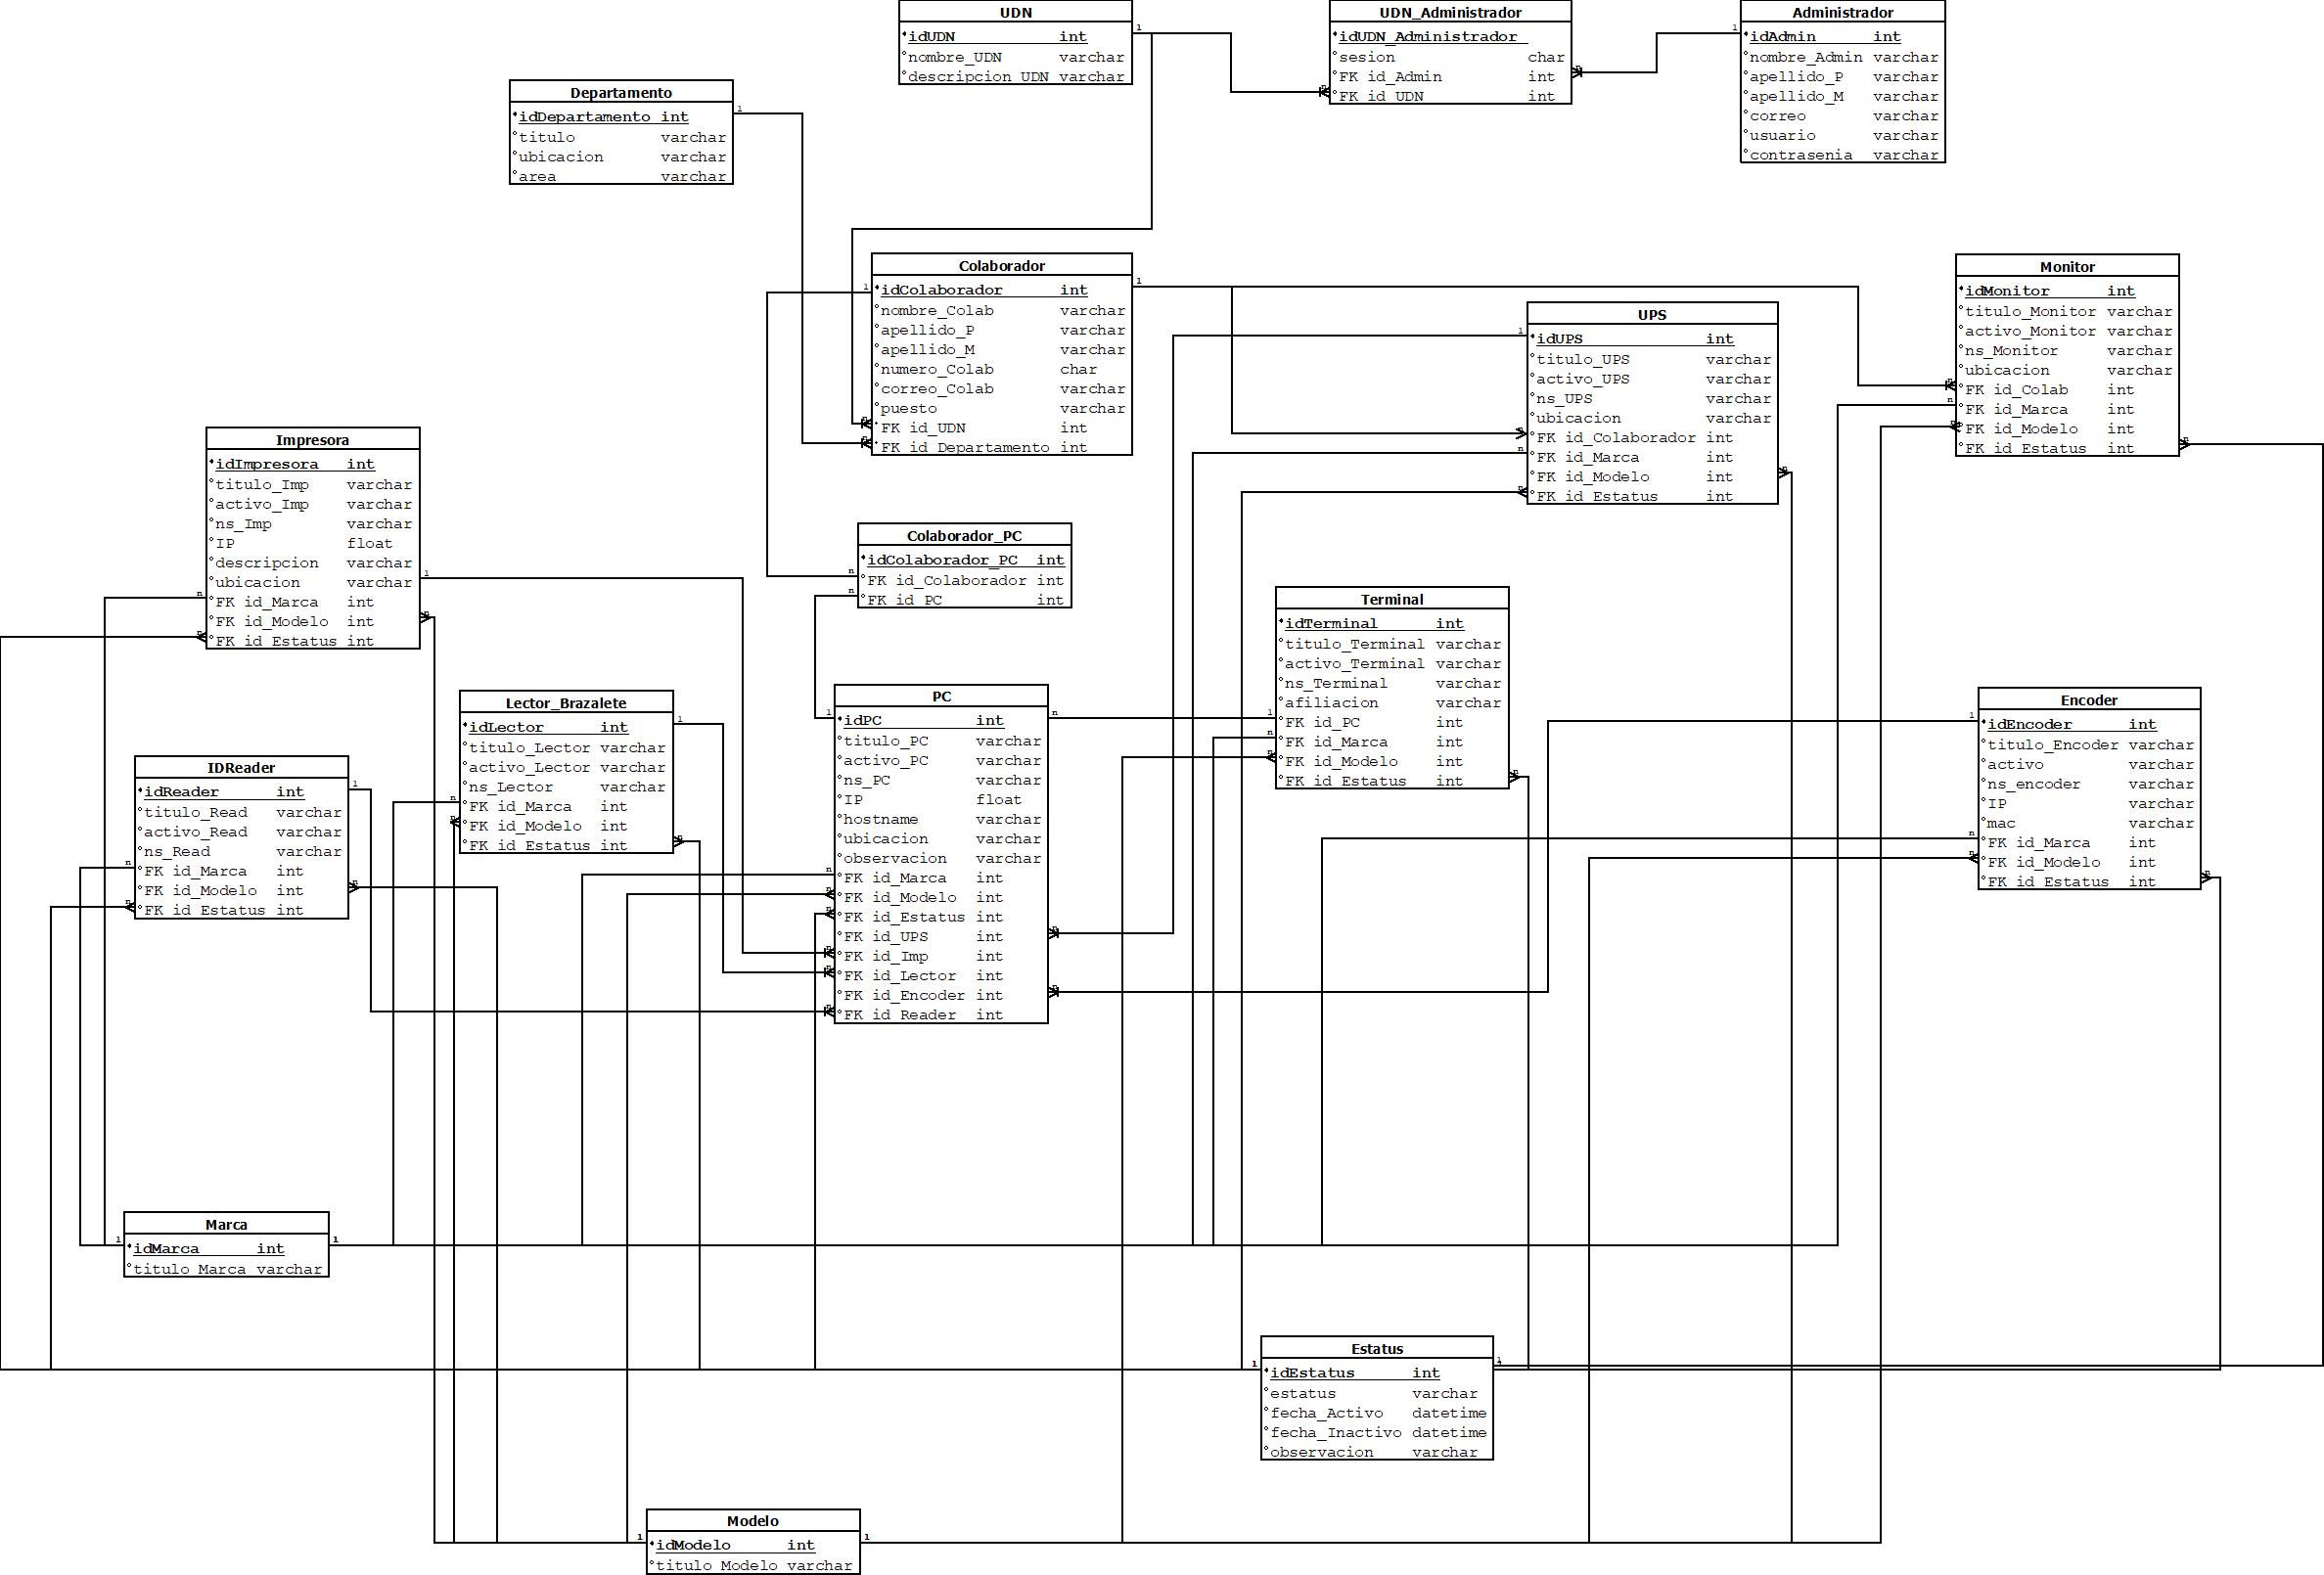 UDN
idUDN int
nombre_UDN varchar
descripcion_UDN varchar
UDN_Administrador
idUDN_Administrador
sesion char
FK id_Admin int
FK id_UDN int
Administrador
idAdmin int
nombre_Admin varchar
apellido_P varchar
apellido_M varchar
correo varchar
usuario varchar
contrasenia varchar
Departamento
idDepartamento int
titulo varchar
ubicacion varchar
area varchar
Colaborador
idColaborador int
nombre_Colab varchar
apellido_P varchar
apellido_M varchar
numero_Colab char
correo_Colab varchar
puesto varchar
FK id_UDN int
FK id_Departamento int
Monitor
idMonitor int
titulo_Monitor varchar
activo_Monitor varchar
ns_Monitor varchar
ubicacion varchar
FK id_Colab int
FK id_Marca int
FK id_Modelo int
FK id_Estatus int
UPS
idUPS int
titulo_UPS varchar
activo_UPS varchar
ns_UPS varchar
ubicacion varchar
FK id_Colaborador int
FK id_Marca int
FK id_Modelo int
FK id_Estatus int
Impresora
idImpresora int
titulo_Imp varchar
activo_Imp varchar
ns_Imp varchar
IP float
descripcion varchar
ubicacion varchar
FK id_Marca int
FK id_Modelo int
FK id_Estatus int
Colaborador_PC
idColaborador_PC int
FK id_Colaborador int
FK id_PC int
Terminal
idTerminal int
titulo_Terminal varchar
activo_Terminal varchar
ns_Terminal varchar
afiliacion varchar
FK id_PC int
FK id_Marca int
FK id_Modelo int
FK id_Estatus int
Lector_Brazalete
idLector int
titulo_Lector varchar
activo_Lector varchar
ns_Lector varchar
FK id_Marca int
FK id_Modelo int
FK id_Estatus int
PC
idPC int
titulo_PC varchar
activo_PC varchar
ns_PC varchar
IP float
hostname varchar
ubicacion varchar
observacion varchar
FK id_Marca int
FK id_Modelo int
FK id_Estatus int
FK id_UPS int
FK id_Imp int
FK id_Lector int
FK id_Encoder int
FK id_Reader int
Encoder
idEncoder int
titulo_Encoder varchar
activo varchar
ns_encoder varchar
IP varchar
mac varchar
FK id_Marca int
FK id_Modelo int
FK id_Estatus int
IDReader
idReader int
titulo_Read varchar
activo_Read varchar
ns_Read varchar
FK id_Marca int
FK id_Modelo int
FK id_Estatus int
Marca
idMarca int
titulo_Marca varchar
Estatus
idEstatus int
estatus varchar
fecha_Activo datetime
fecha_Inactivo datetime
observacion varchar
Modelo
idModelo int
titulo_Modelo varchar